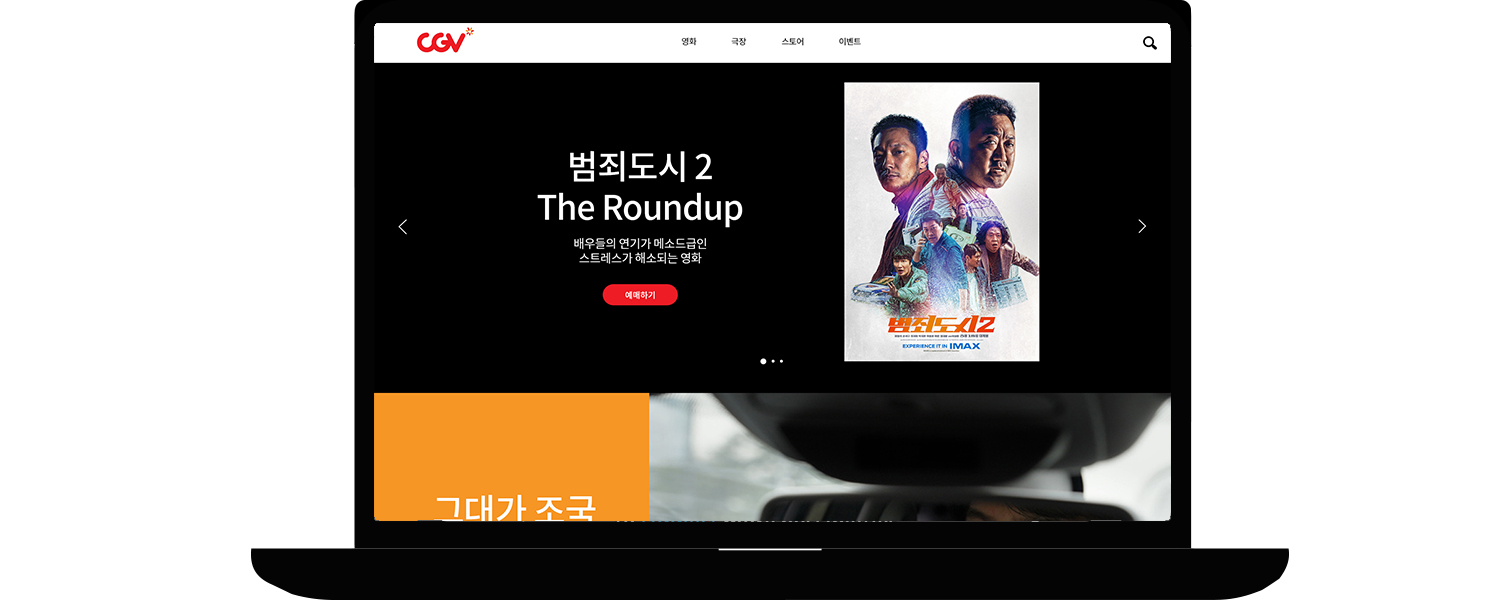 CGV
영화 극장 스토어 이벤트
범죄도시 2
The Roundup
배우들의 연기가 메소드급인
스트레스가 해소되는 영화
예매하기
범죄도시2
EXPERIENCE IT IN IMAX
그대가 조국